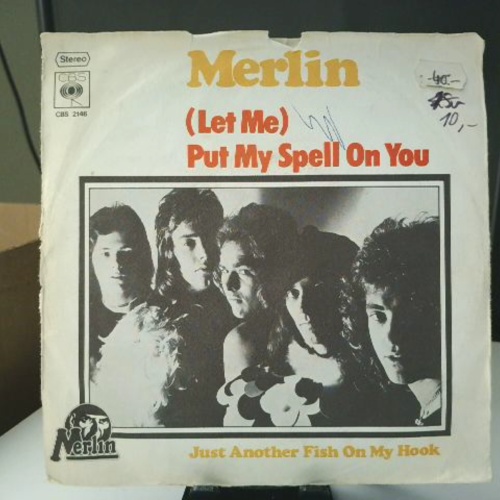 Stereo
CBS
CBS 2146
Merlin
(Let Me)
Put My Spell On You
40.-
10,-
Merlin
Just Another Fish On My Hook